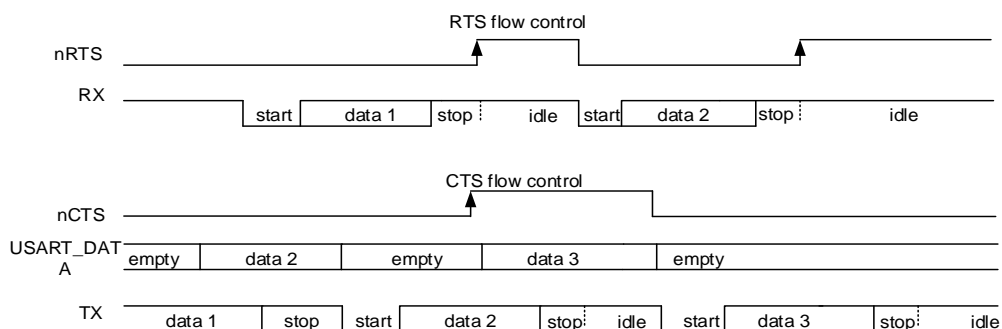 RTS flow control
nRTS
RX
start data 1 stop idle start data 2 stop idle
CTS flow control
nCTS
USART_DAT
A
empty data 2 empty data 3 empty
TX
data 1 stop start data 2 stop idle start data 3 stop idle